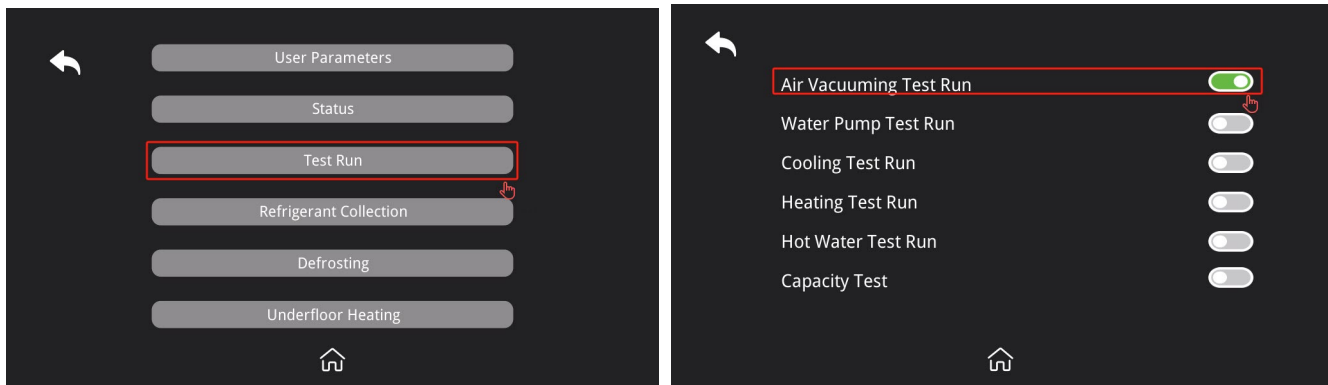 User Parameters
Status
Test Run
Refrigerant Collection
Defrosting
Underfloor Heating
Air Vacuuming Test Run
Water Pump Test Run
Cooling Test Run
Heating Test Run
Hot Water Test Run
Capacity Test